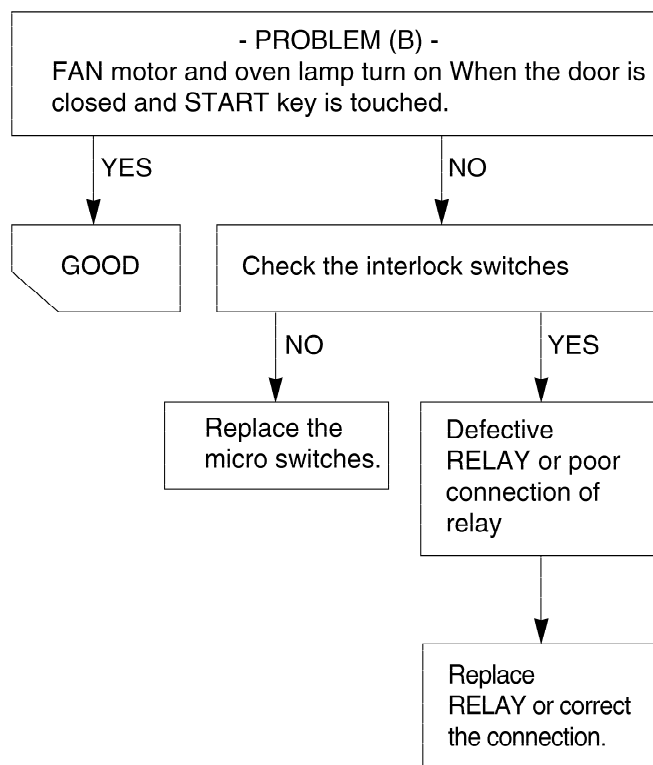 - PROBLEM (B) -
FAN motor and oven lamp turn on When the door is
closed and START key is touched.
YES
NO
GOOD
Check the interlock switches
NO
YES
Replace the
micro switches.
Defective
RELAY or poor
connection of
relay
Replace
RELAY or correct
the connection.